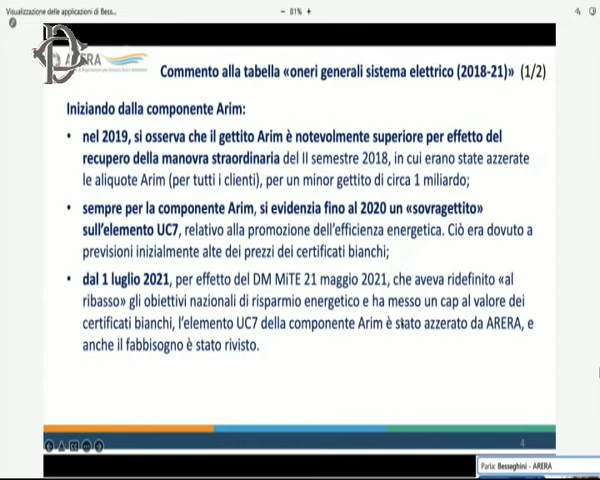 Visualizzazione delle applicazioni di Bess...
− 81% +
ARERA
Commento alla tabella «oneri generali sistema elettrico (2018-21)» (1/2)
Iniziando dalla componente Arim:
• nel 2019, si osserva che il gettito Arim è notevolmente superiore per effetto del
recupero della manovra straordinaria del II semestre 2018, in cui erano state azzerate
le aliquote Arim (per tutti i clienti), per un minor gettito di circa 1 miliardo;
• sempre per la componente Arim, si evidenzia fino al 2020 un «sovragettito»
sull'elemento UC7, relativo alla promozione dell'efficienza energetica. Ciò era dovuto a
previsioni inizialmente alte dei prezzi dei certificati bianchi;
• dal 1 luglio 2021, per effetto del DM MiTE 21 maggio 2021, che aveva ridefinito «al
ribasso» gli obiettivi nazionali di risparmio energetico e ha messo un cap al valore dei
certificati bianchi, l'elemento UC7 della componente Arim è stato azzerato da ARERA, e
anche il fabbisogno è stato rivisto.
4
Parla: Besseghini - ARERA